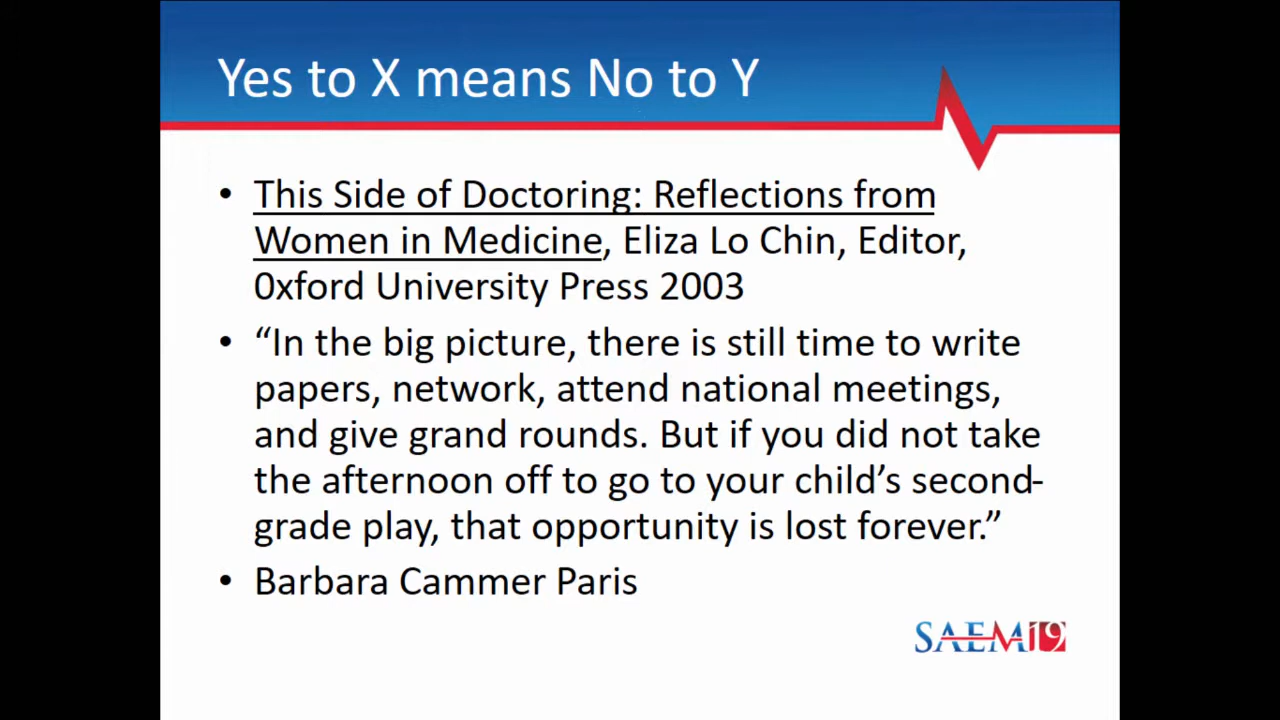 Yes to X means No to Y
• This Side of Doctoring: Reflections from
Women in Medicine, Eliza Lo Chin, Editor,
0xford University Press 2003
• “In the big picture, there is still time to write
papers, network, attend national meetings,
and give grand rounds. But if you did not take
the afternoon off to go to your child’s second-
grade play, that opportunity is lost forever.”
• Barbara Cammer Paris
SAEM19